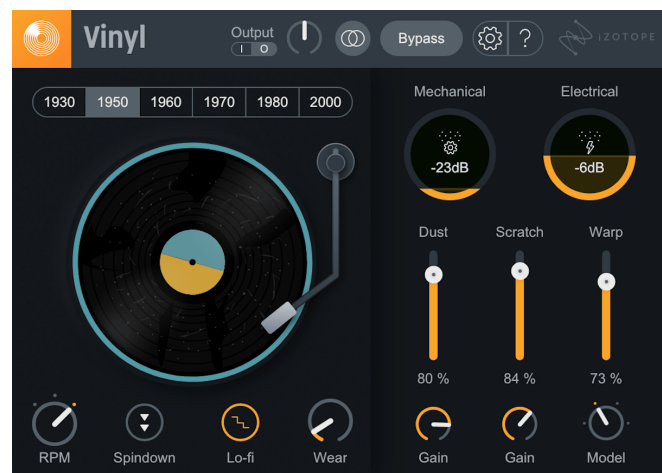 Vinyl
Output
I O
Bypass
?
iZOTOPE
1930 1950 1960 1970 1980 2000
Mechanical Electrical
-23dB -6dB
Dust Scratch Warp
80 % 84 % 73 %
RPM Spindown Lo-fi Wear Gain Gain Model